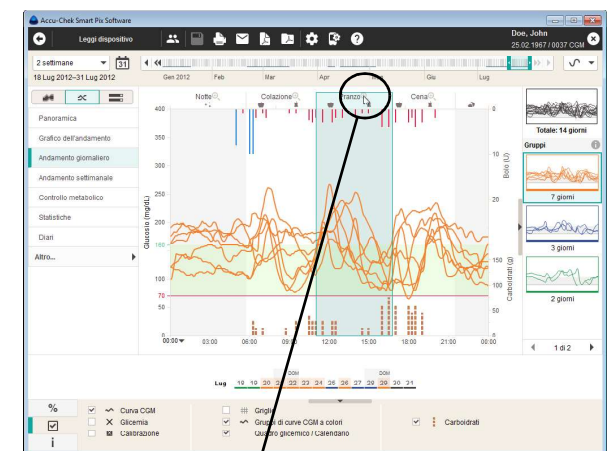 Accu-Chek Smart Pix Software
Leggi dispositivo
Doe, John
25.02.1967 / 0037 CGM
2 settimane
31
18 Lug 2012–31 Lug 2012
Gen 2012 Feb Mar Apr Giu Lug
Notte Colazione Pranzo Cena
Panoramica
Grafico dell'andamento
Andamento giornaliero
Andamento settimanale
Controllo metabolico
Statistiche
Diari
Altro...
Glucosio (mg/dL)
400
350
300
250
200
160
100
70
50
0
Bolo (U)
0
10
20
Carboidrati (g)
150
100
50
0
00:00 03:00 06:00 09:00 12:00 15:00 18:00 21:00 00:00
Totale: 14 giorni
Gruppi
7 giorni
3 giorni
2 giorni
1 di 2
DOM DOM
Lug 18 19 20 21 22 23 24 25 26 27 28 29 30 31
%
i
Curva CGM
Glicemia
Calibrazione
Griglia
Gruppi di curve CGM a colori
Quadro glicemico / Calendario
Carboidrati